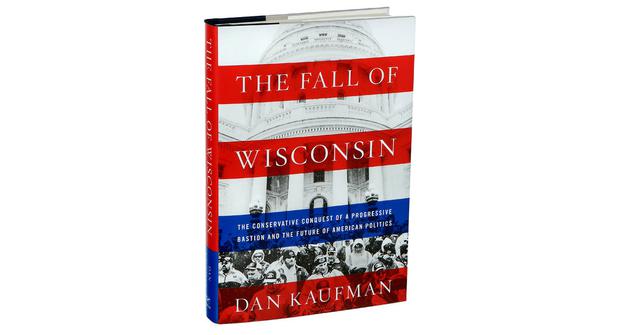 THE FALL OF
WISCONSIN
THE CONSERVATIVE CONQUEST OF A PROGRESSIVE
BASTION AND THE FUTURE OF AMERICAN POLITICS
DAN KAUFMAN
THE FALL OF WISCONSIN